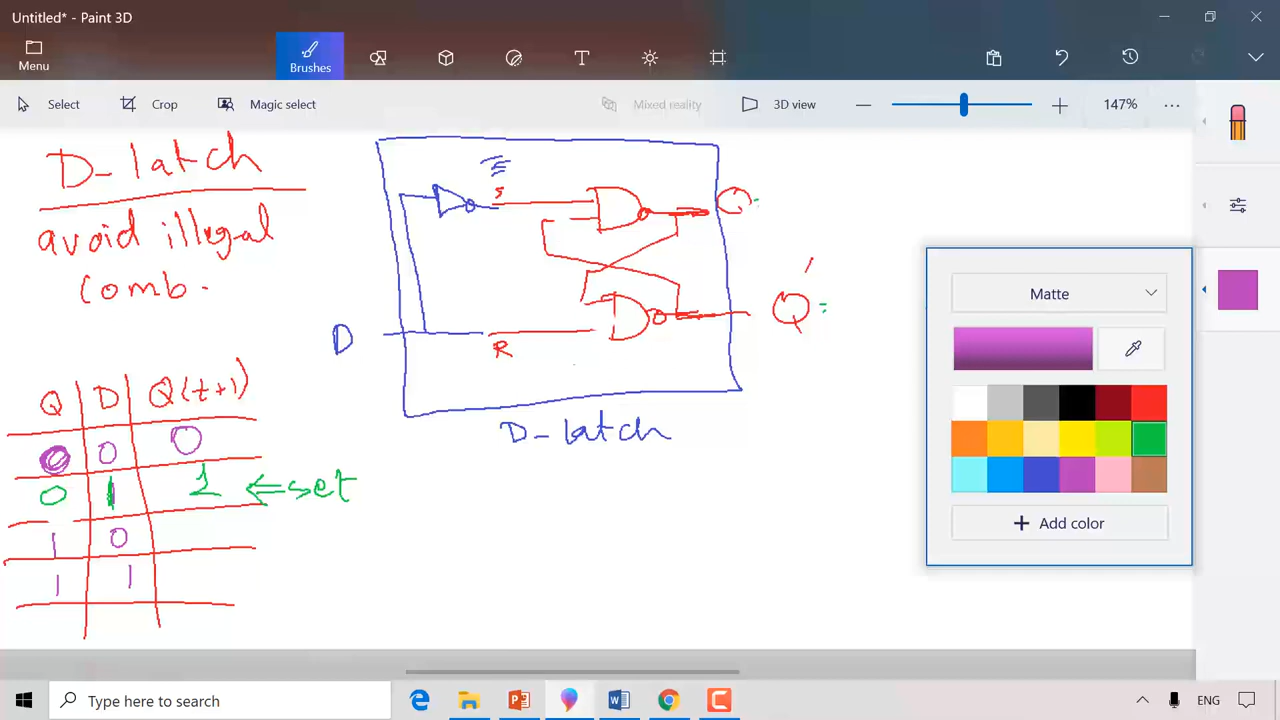 Untitled* - Paint 3D
Menu
Brushes
Select
Crop
Magic select
Mixed reality
3D view
147%
D-latch
avoid illegal
comb.
S
Q
R
Q'
D
D-latch
Q D Q(t+1)
0 0 0
0 1 1 ⇐ set
1 0
1 1
Matte
+ Add color
Type here to search
ENG